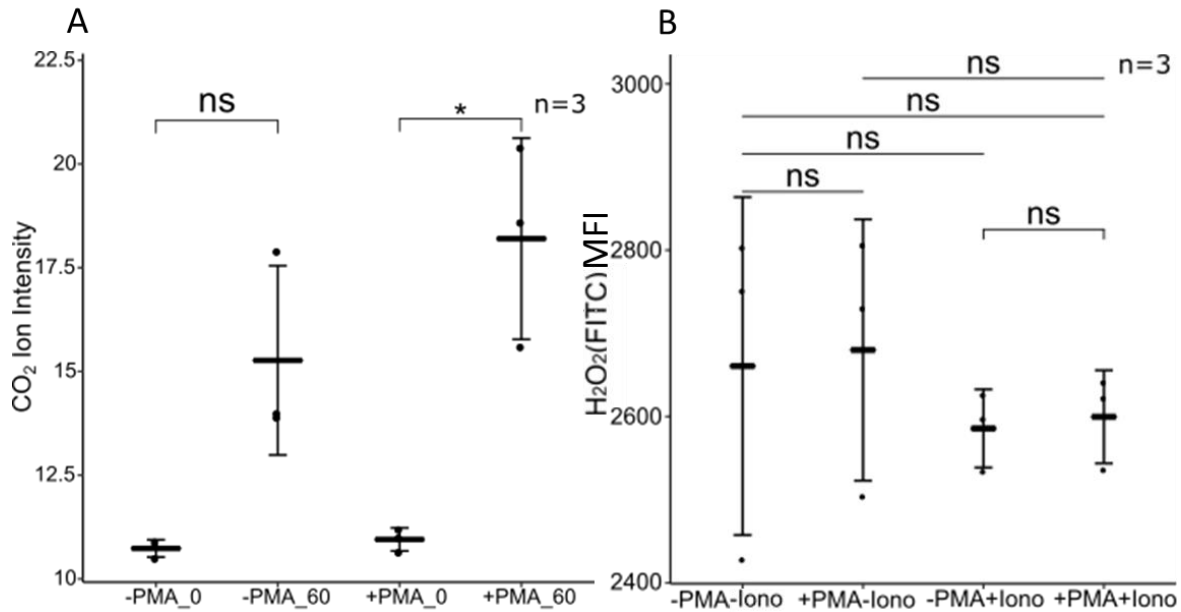 A
CO₂ Ion Intensity
22.5
20
17.5
15
12.5
10
ns
*
n=3
-PMA_0
-PMA_60
+PMA_0
+PMA_60
B
H₂O₂(FITC)MFI
3000
2800
2600
2400
ns
n=3
ns
ns
ns
ns
-PMA-Iono
+PMA-Iono
-PMA+Iono
+PMA+Iono